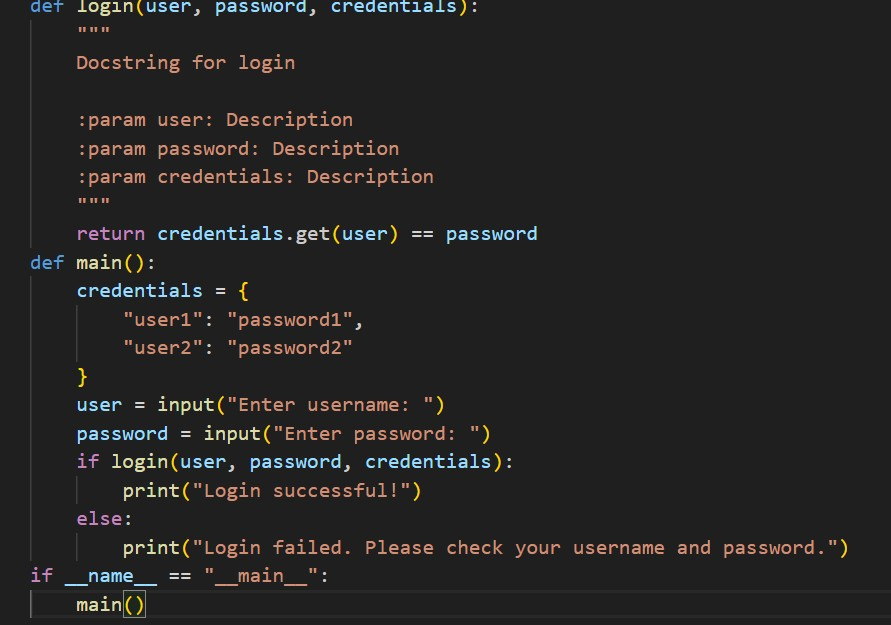 def login(user, password, credentials):
    """
    Docstring for login

    :param user: Description
    :param password: Description
    :param credentials: Description
    """
    return credentials.get(user) == password
def main():
    credentials = {
        "user1": "password1",
        "user2": "password2"
    }
    user = input("Enter username: ")
    password = input("Enter password: ")
    if login(user, password, credentials):
        print("Login successful!")
    else:
        print("Login failed. Please check your username and password.")
if __name__ == "__main__":
    main()